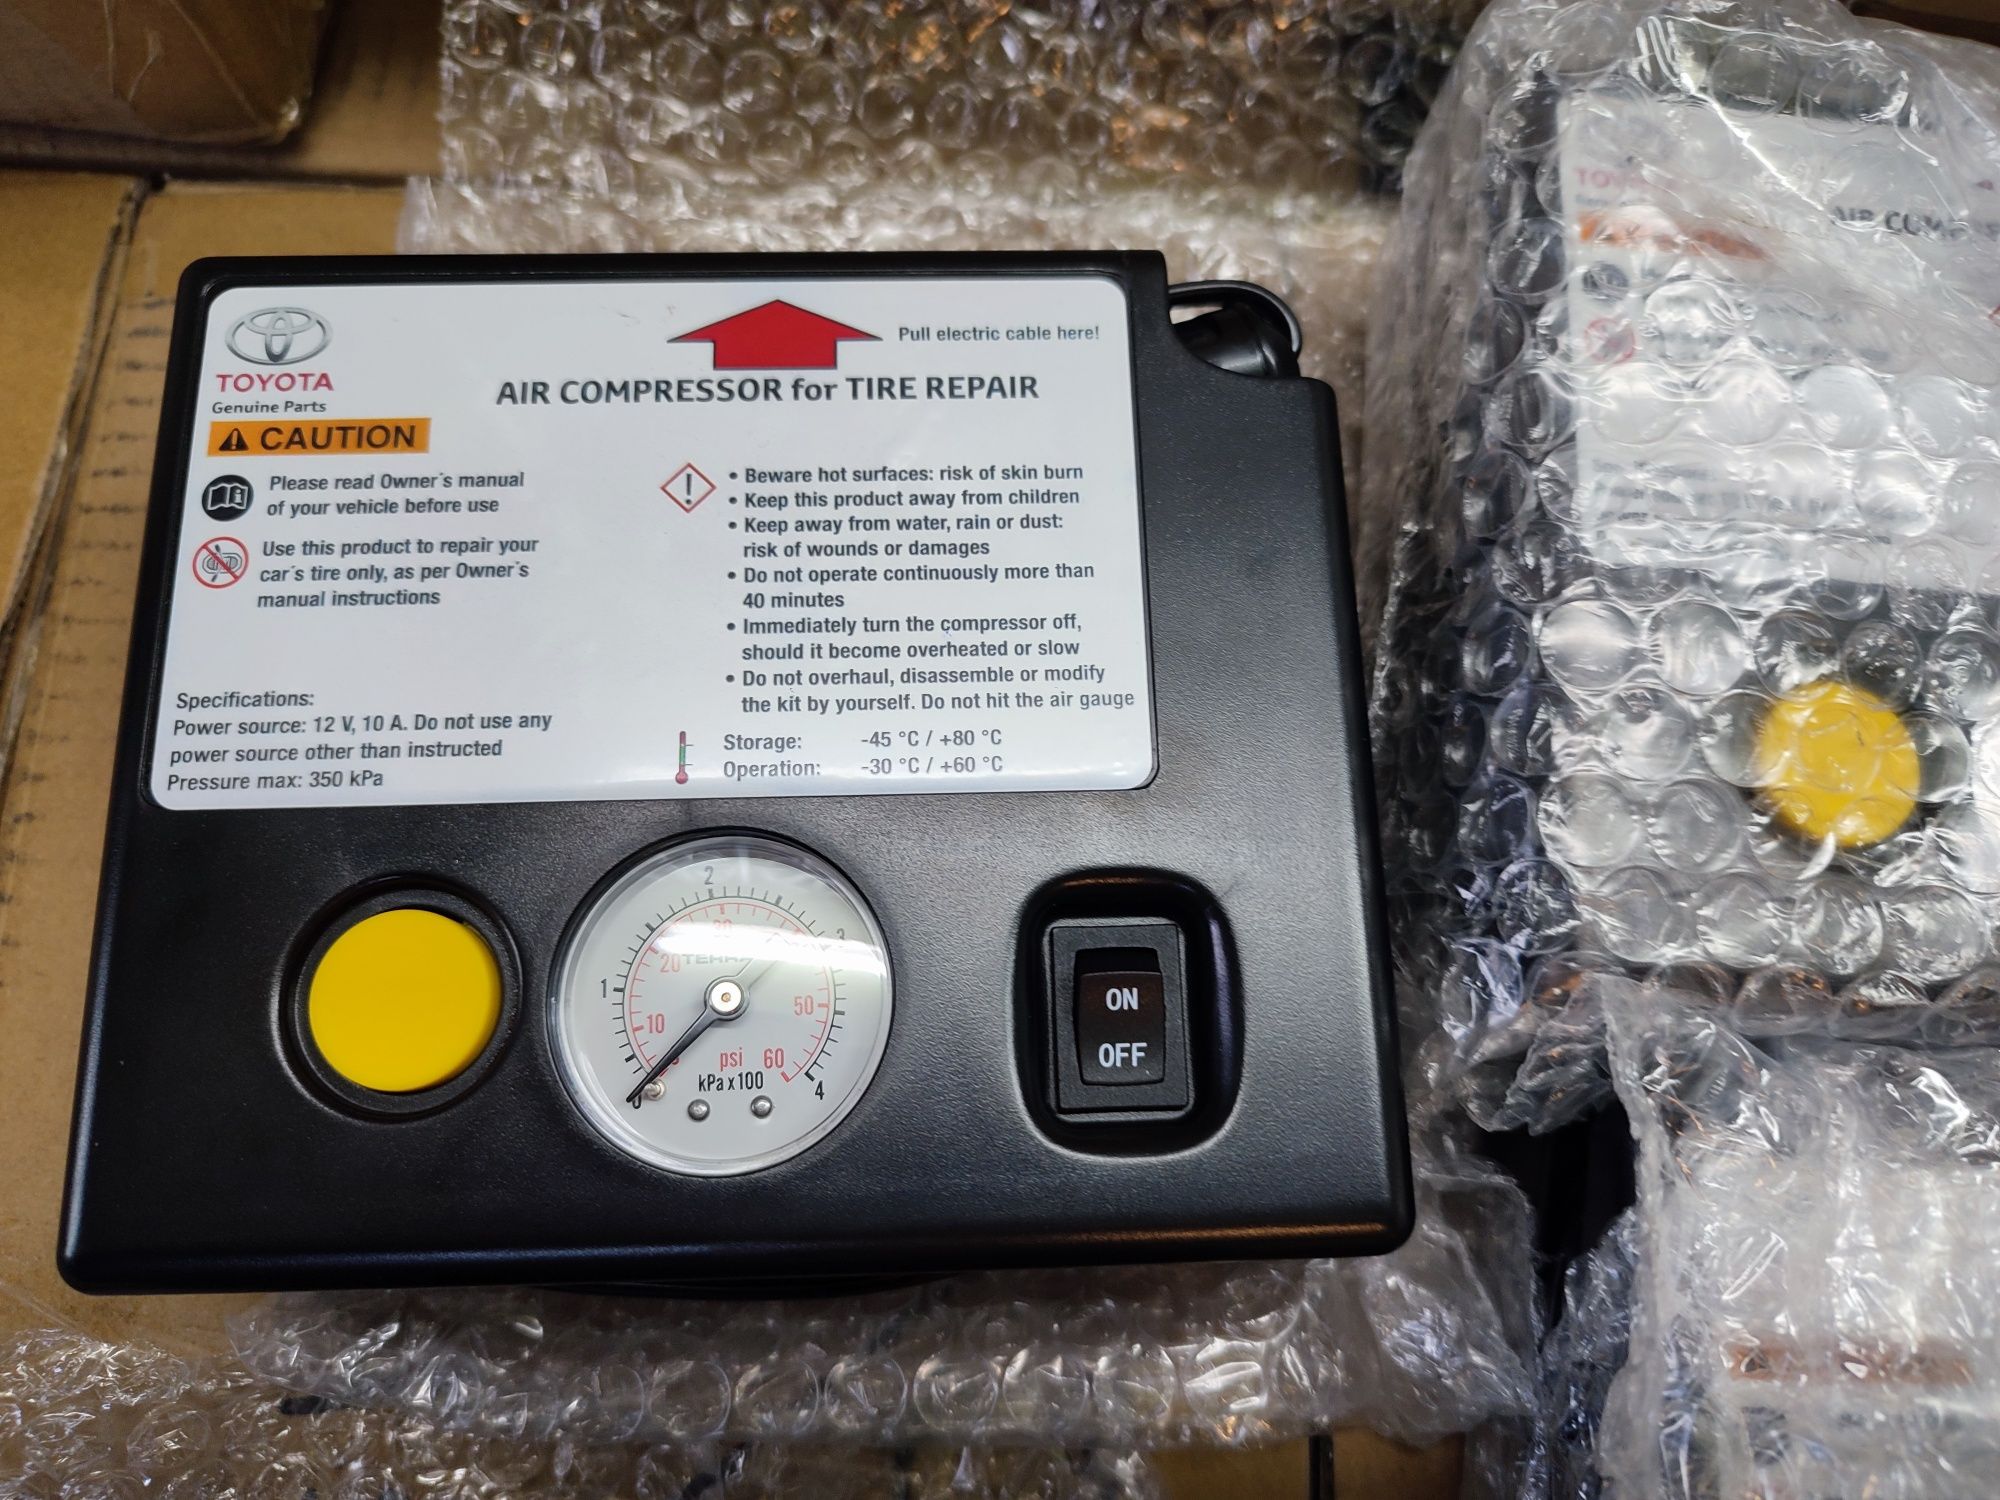 TOYOTA
Genuine Parts
CAUTION
Please read Owner´s manual
of your vehicle before use
Use this product to repair your
car´s tire only, as per Owner´s
manual instructions
Specifications:
Power source: 12 V, 10 A. Do not use any
power source other than instructed
Pressure max: 350 kPa
Pull electric cable here!
AIR COMPRESSOR for TIRE REPAIR
• Beware hot surfaces: risk of skin burn
• Keep this product away from children
• Keep away from water, rain or dust:
risk of wounds or damages
• Do not operate continuously more than
40 minutes
• Immediately turn the compressor off,
should it become overheated or slow
• Do not overhaul, disassemble or modify
the kit by yourself. Do not hit the air gauge
Storage: -45 °C / +80 °C
Operation: -30 °C / +60 °C
2
30
3
20
1
50
10
psi 60
kPa x 100
0
4
ON
OFF
AIR